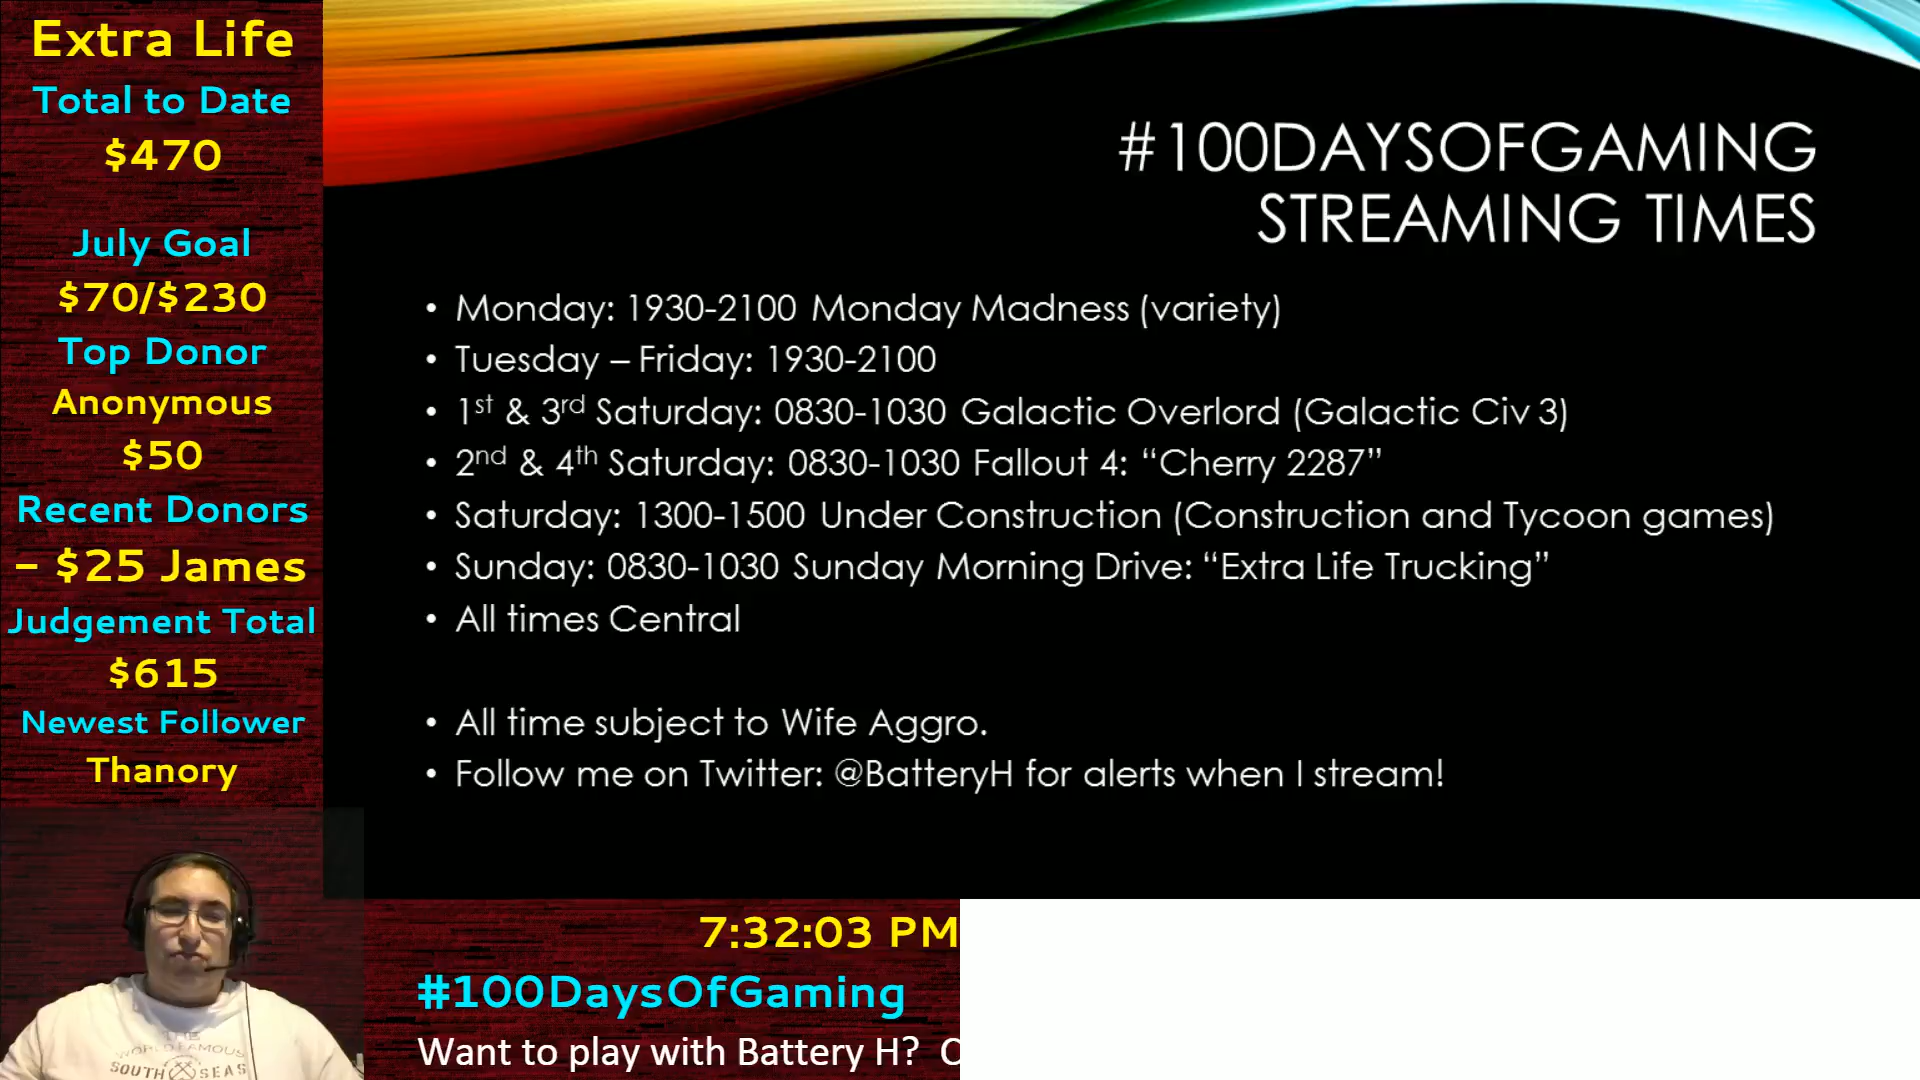 Extra Life
Total to Date
$470
July Goal
$70/$230
Top Donor
Anonymous
$50
Recent Donors
- $25 James
Judgement Total
$615
Newest Follower
Thanory
#100DAYSOFGAMING
STREAMING TIMES
• Monday: 1930-2100 Monday Madness (variety)
• Tuesday – Friday: 1930-2100
• 1st & 3rd Saturday: 0830-1030 Galactic Overlord (Galactic Civ 3)
• 2nd & 4th Saturday: 0830-1030 Fallout 4: “Cherry 2287”
• Saturday: 1300-1500 Under Construction (Construction and Tycoon games)
• Sunday: 0830-1030 Sunday Morning Drive: “Extra Life Trucking”
• All times Central
• All time subject to Wife Aggro.
• Follow me on Twitter: @BatteryH for alerts when I stream!
7:32:03 PM
#100DaysOfGaming
Want to play with Battery H?
THE
WORLD FAMOUS
SOUTH SEAS